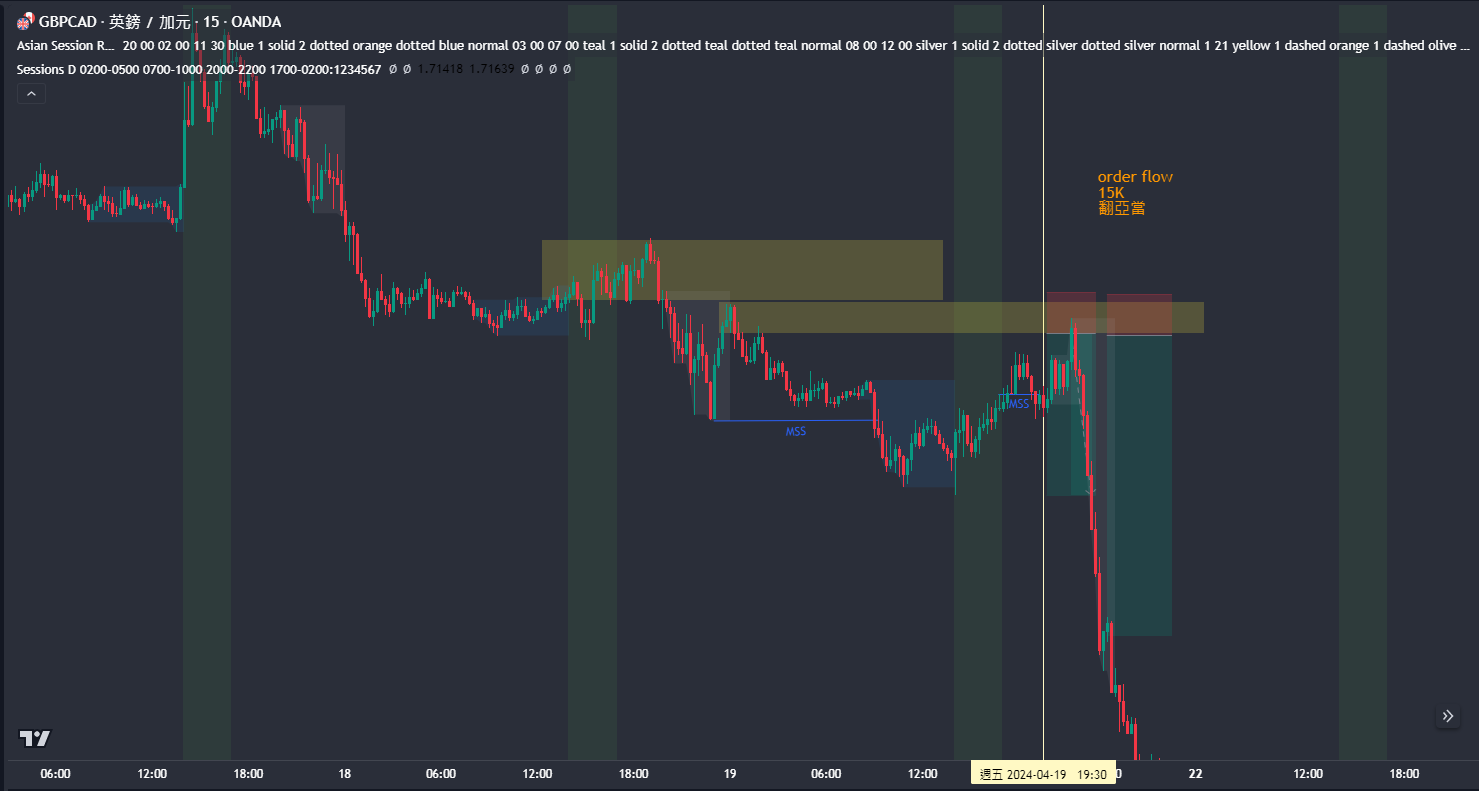 GBPCAD · 英鎊 / 加元 · 15 · OANDA
Asian Session R... 20 00 02 00 11 30 blue 1 solid 2 dotted orange dotted blue normal 03 00 07 00 teal 1 solid 2 dotted teal dotted teal normal 08 00 12 00 silver 1 solid 2 dotted silver dotted silver normal 1 21 yellow 1 dashed orange 1 dashed olive ...
Sessions D 0200-0500 0700-1000 2000-2200 1700-0200:1234567 ∅ ∅ 1.71418 1.71639 ∅ ∅ ∅ ∅
order flow
15K
翻亞當
MSS
MSS
06:00 12:00 18:00 18 06:00 12:00 18:00 19 06:00 12:00 週五 2024-04-19 19:30 0 22 12:00 18:00